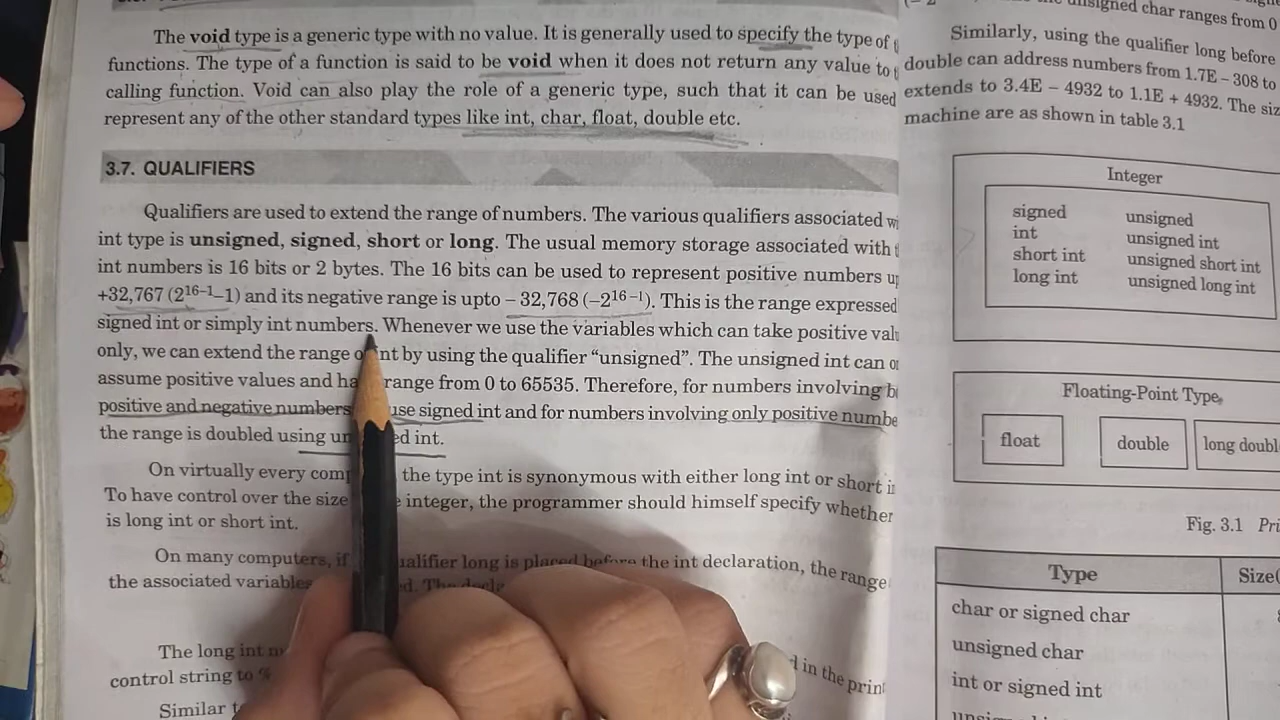 The void type is a generic type with no value. It is generally used to specify the type of
functions. The type of a function is said to be void when it does not return any value to
calling function. Void can also play the role of a generic type, such that it can be used
represent any of the other standard types like int, char, float, double etc.
3.7. QUALIFIERS
Qualifiers are used to extend the range of numbers. The various qualifiers associated
int type is unsigned, signed, short or long. The usual memory storage associated with
int numbers is 16 bits or 2 bytes. The 16 bits can be used to represent positive numbers
+32,767 (2¹⁶⁻¹–1) and its negative range is upto – 32,768 (–2¹⁶⁻¹). This is the range expressed
signed int or simply int numbers. Whenever we use the variables which can take positive
only, we can extend the range by using the qualifier “unsigned”. The unsigned int can
assume positive values and range from 0 to 65535. Therefore, for numbers involving
positive and negative numbers use signed int and for numbers involving only positive
the range is doubled using int.
On virtually every the type int is synonymous with either long int or short
To have control over the size integer, the programmer should himself specify whether
is long int or short int.
On many computers, if long is placed before the int declaration, the range
the associated variables
The long int in the
control string to
Similar
unsigned char ranges from 0
Similarly, using the qualifier long before
double can address numbers from 1.7E – 308 to
extends to 3.4E – 4932 to 1.1E + 4932. The
machine are as shown in table 3.1
Integer
signed unsigned
int unsigned int
short int unsigned short int
long int unsigned long int
Floating-Point Type
float double long
Fig. 3.1
Type
char or signed char
unsigned char
int or signed int